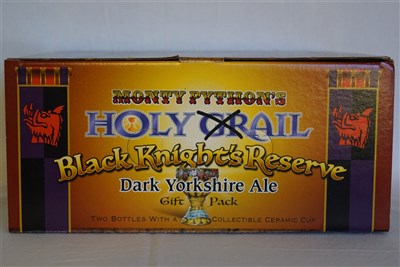 MONTY PYTHON'S
HOLY GRAIL
Black Knight's Reserve
Dark Yorkshire Ale
Gift Pack
TWO BOTTLES WITH A COLLECTIBLE CERAMIC CUP